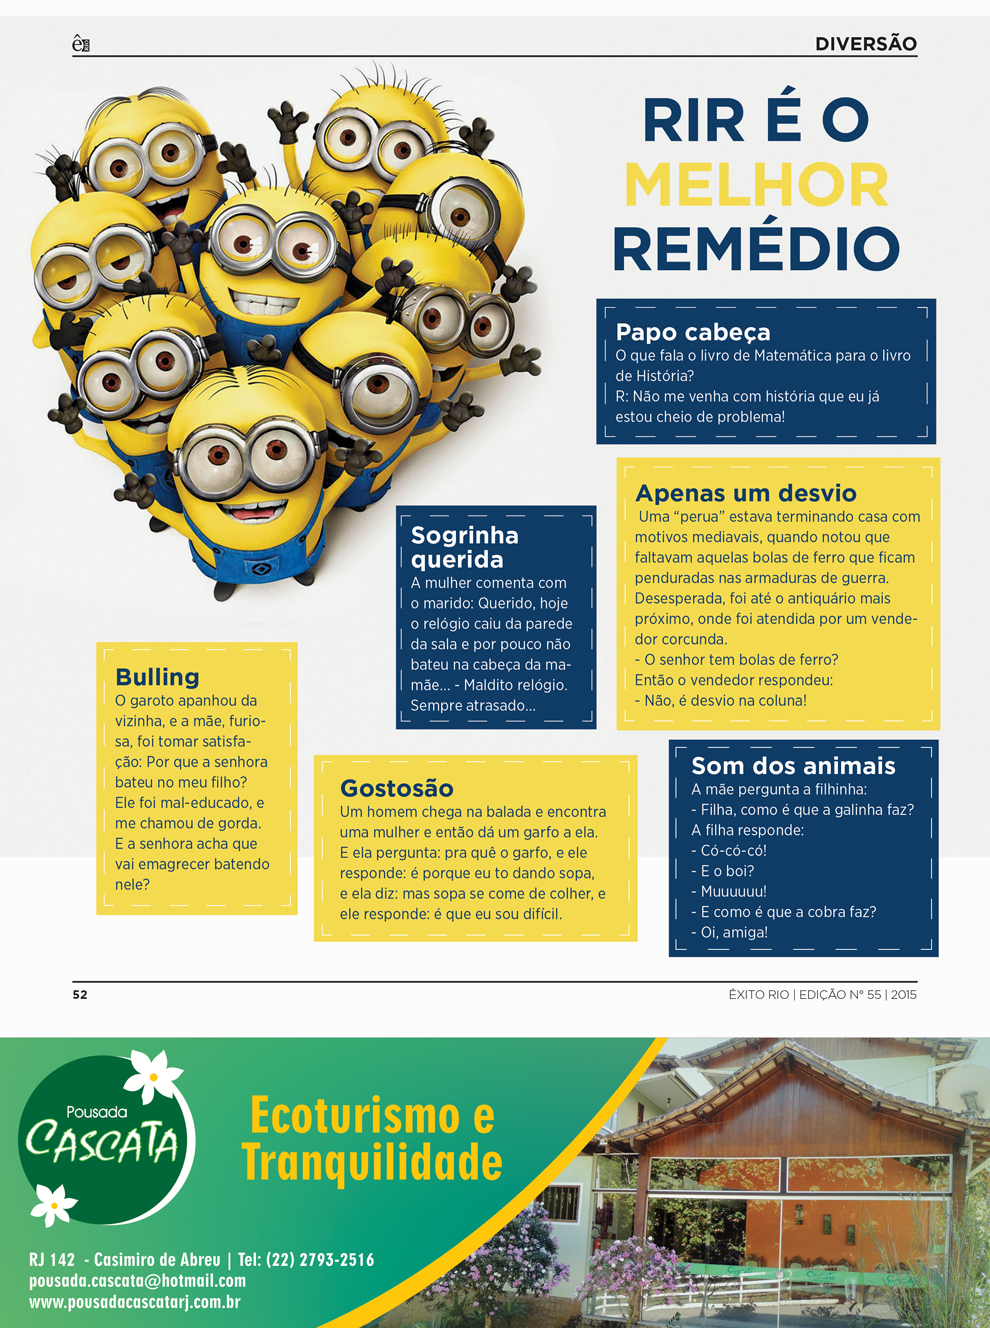 ê
DIVERSÃO
RIR É O
MELHOR
REMÉDIO
Papo cabeça
O que fala o livro de Matemática para o livro
de História?
R: Não me venha com história que eu já
estou cheio de problema!
Apenas um desvio
Uma “perua” estava terminando casa com
motivos mediavais, quando notou que
faltavam aquelas bolas de ferro que ficam
penduradas nas armaduras de guerra.
Desesperada, foi até o antiquário mais
próximo, onde foi atendida por um vende-
dor corcunda.
- O senhor tem bolas de ferro?
Então o vendedor respondeu:
- Não, é desvio na coluna!
Sogrinha
querida
A mulher comenta com
o marido: Querido, hoje
o relógio caiu da parede
da sala e por pouco não
bateu na cabeça da ma-
mãe... - Maldito relógio.
Sempre atrasado...
Bulling
O garoto apanhou da
vizinha, e a mãe, furio-
sa, foi tomar satisfa-
ção: Por que a senhora
bateu no meu filho?
Ele foi mal-educado, e
me chamou de gorda.
E a senhora acha que
vai emagrecer batendo
nele?
Gostosão
Um homem chega na balada e encontra
uma mulher e então dá um garfo a ela.
E ela pergunta: pra quê o garfo, e ele
responde: é porque eu to dando sopa,
e ela diz: mas sopa se come de colher, e
ele responde: é que eu sou difícil.
Som dos animais
A mãe pergunta a filhinha:
- Filha, como é que a galinha faz?
A filha responde:
- Có-có-có!
- E o boi?
- Muuuuuu!
- E como é que a cobra faz?
- Oi, amiga!
52
ÊXITO RIO | EDIÇÃO N° 55 | 2015
Pousada
CASCATA
Ecoturismo e
Tranquilidade
RJ 142 - Casimiro de Abreu | Tel: (22) 2793-2516
pousada.cascata@hotmail.com
www.pousadacascatarj.com.br